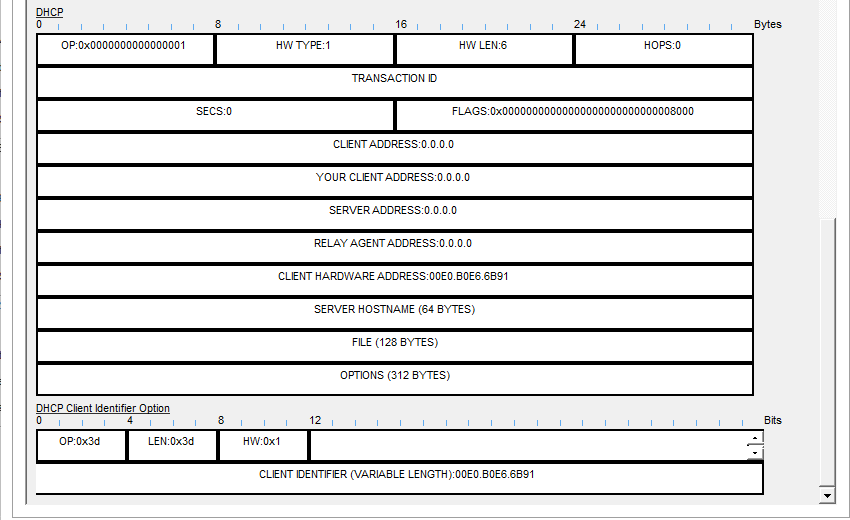 DHCP
0 8 16 24 Bytes
OP:0x0000000000000001 HW TYPE:1 HW LEN:6 HOPS:0
TRANSACTION ID
SECS:0 FLAGS:0x00000000000000000000000000008000
CLIENT ADDRESS:0.0.0.0
YOUR CLIENT ADDRESS:0.0.0.0
SERVER ADDRESS:0.0.0.0
RELAY AGENT ADDRESS:0.0.0.0
CLIENT HARDWARE ADDRESS:00E0.B0E6.6B91
SERVER HOSTNAME (64 BYTES)
FILE (128 BYTES)
OPTIONS (312 BYTES)
DHCP Client Identifier Option
0 4 8 12 Bits
OP:0x3d LEN:0x3d HW:0x1
CLIENT IDENTIFIER (VARIABLE LENGTH):00E0.B0E6.6B91